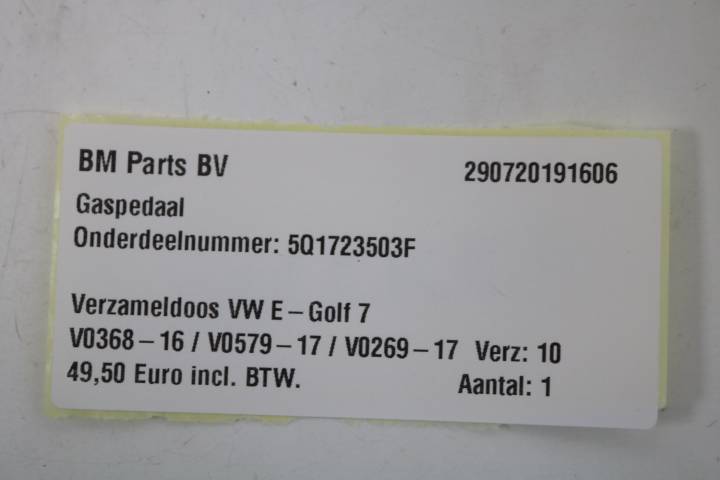 BM Parts BV 290720191606
Gaspedaal
Onderdeelnummer: 5Q1723503F
Verzameldoos VW E-Golf 7
V0368-16 / V0579-17 / V0269-17 Verz: 10
49,50 Euro incl. BTW. Aantal: 1